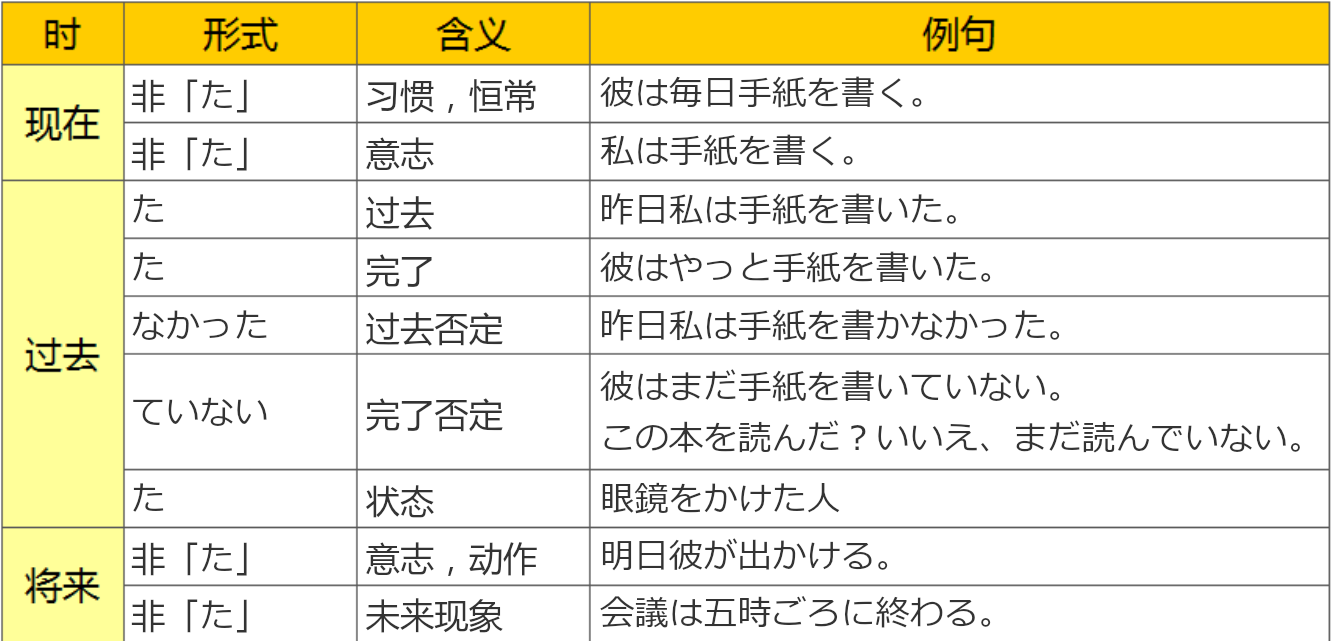 时 形式 含义 例句
现在
非「た」 习惯，恒常 彼は毎日手紙を書く。
非「た」 意志 私は手紙を書く。
过去
た 过去 昨日私は手紙を書いた。
た 完了 彼はやっと手紙を書いた。
なかった 过去否定 昨日私は手紙を書かなかった。
ていない 完了否定 彼はまだ手紙を書いていない。
この本を読んだ？いいえ、まだ読んでいない。
た 状态 眼鏡をかけた人
将来
非「た」 意志，动作 明日彼が出かける。
非「た」 未来现象 会議は五時ごろに終わる。